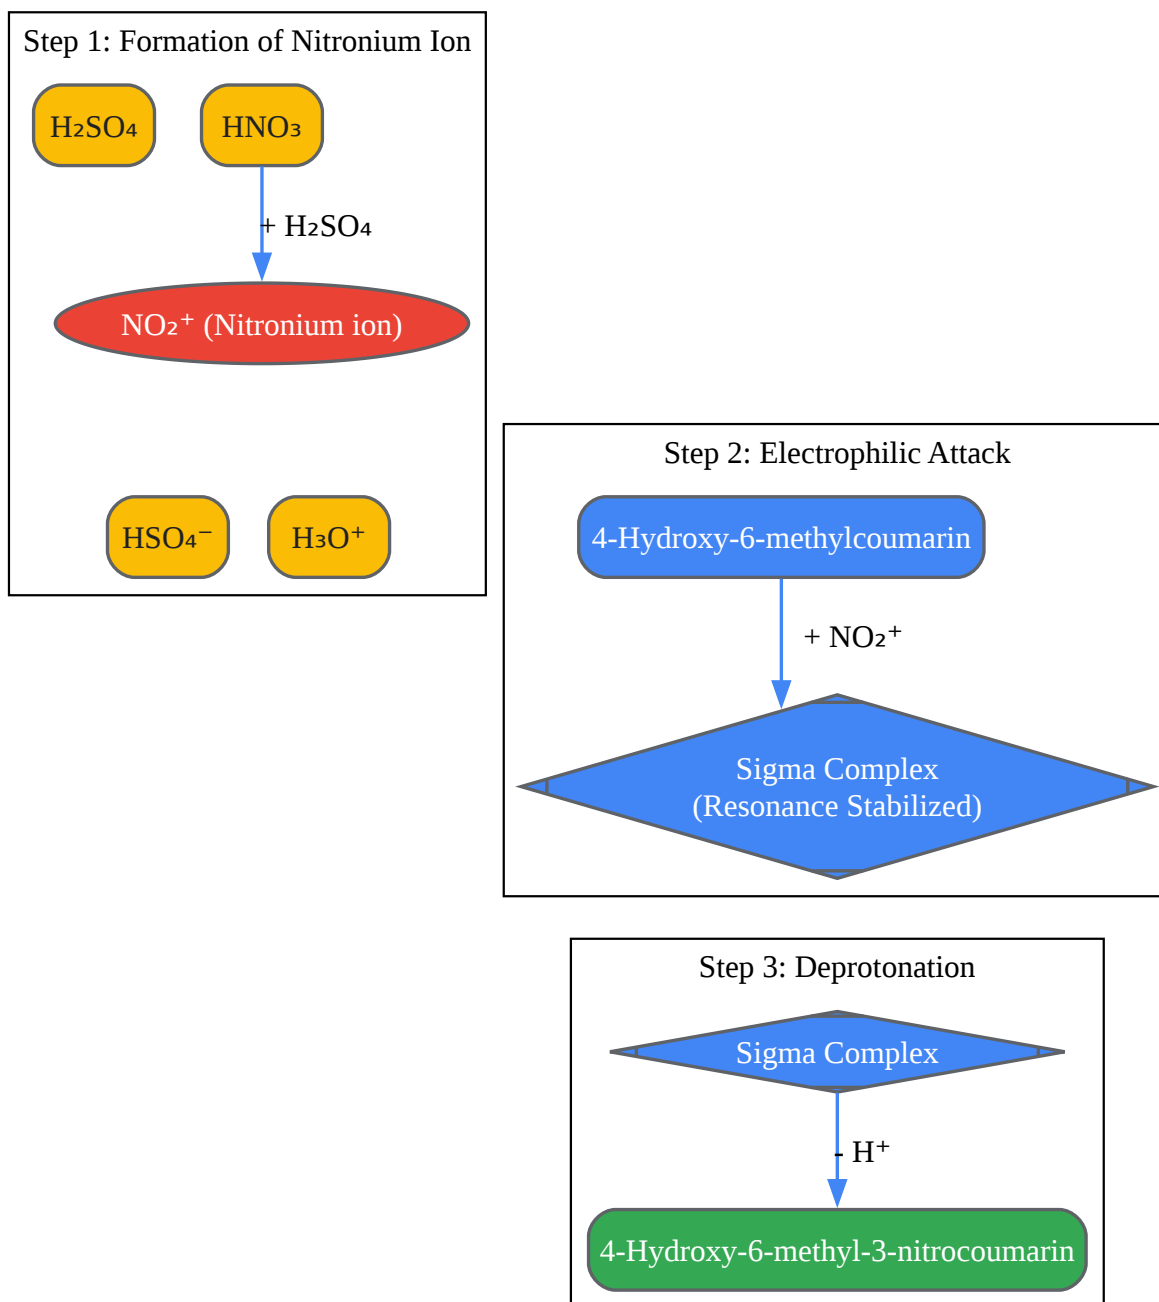 Step 1: Formation of Nitronium Ion
H₂SO₄
HNO₃
+ H₂SO₄
NO₂⁺ (Nitronium ion)
HSO₄⁻
H₃O⁺
Step 2: Electrophilic Attack
4-Hydroxy-6-methylcoumarin
+ NO₂⁺
Sigma Complex
(Resonance Stabilized)
Step 3: Deprotonation
Sigma Complex
- H⁺
4-Hydroxy-6-methyl-3-nitrocoumarin